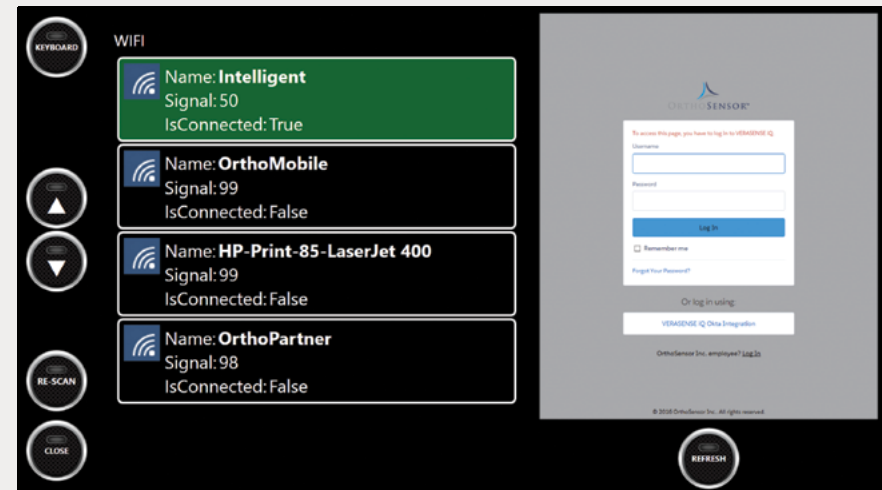 KEYBOARD
WIFI
Name: Intelligent
Signal: 50
IsConnected: True
Name: OrthoMobile
Signal: 99
IsConnected: False
Name: HP-Print-85-LaserJet 400
Signal: 99
IsConnected: False
Name: OrthoPartner
Signal: 98
IsConnected: False
RE-SCAN
CLOSE
ORTHOSENSOR
To access this page, you have to log in to VERASENSE IQ.
Username
Password
Log In
Remember me
Forgot Your Password?
Or log in using:
VERASENSE IQ Okta Integration
OrthoSensor Inc. employee? Log In
© 2018 OrthoSensor Inc. All rights reserved.
REFRESH